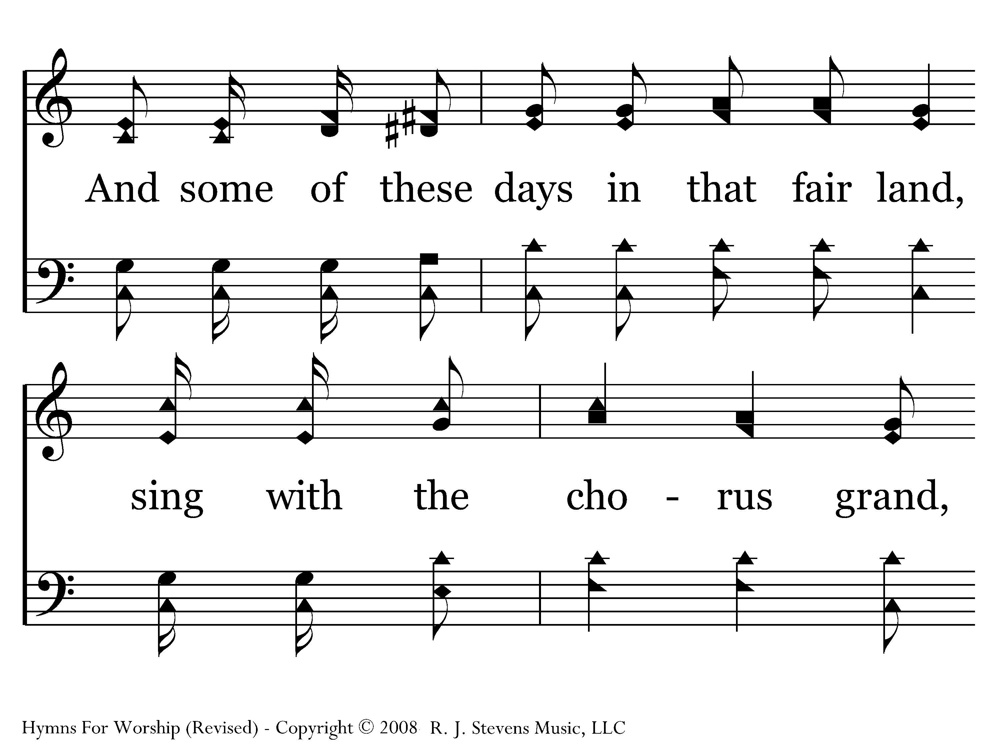 And some of these days in that fair land,
sing with the cho - rus grand,
Hymns For Worship (Revised) - Copyright © 2008 R. J. Stevens Music, LLC